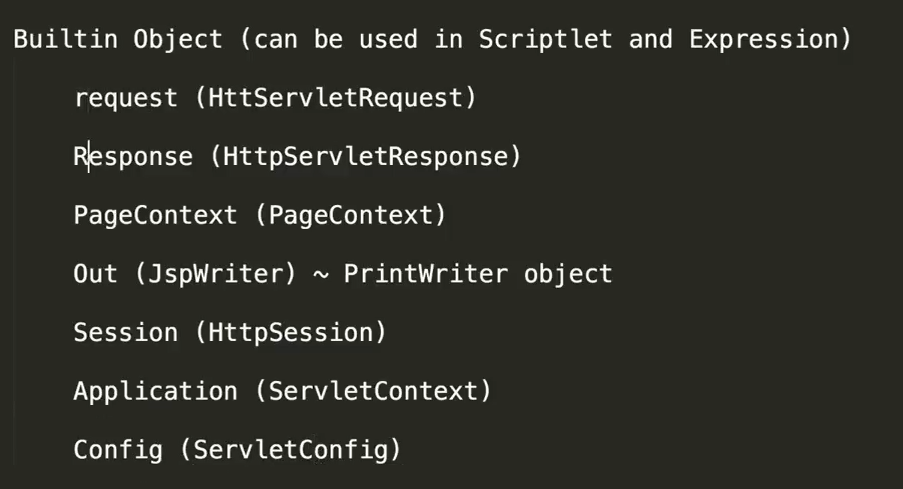 Builtin Object (can be used in Scriptlet and Expression)
request (HttServletRequest)
Response (HttpServletResponse)
PageContext (PageContext)
Out (JspWriter) ~ PrintWriter object
Session (HttpSession)
Application (ServletContext)
Config (ServletConfig)